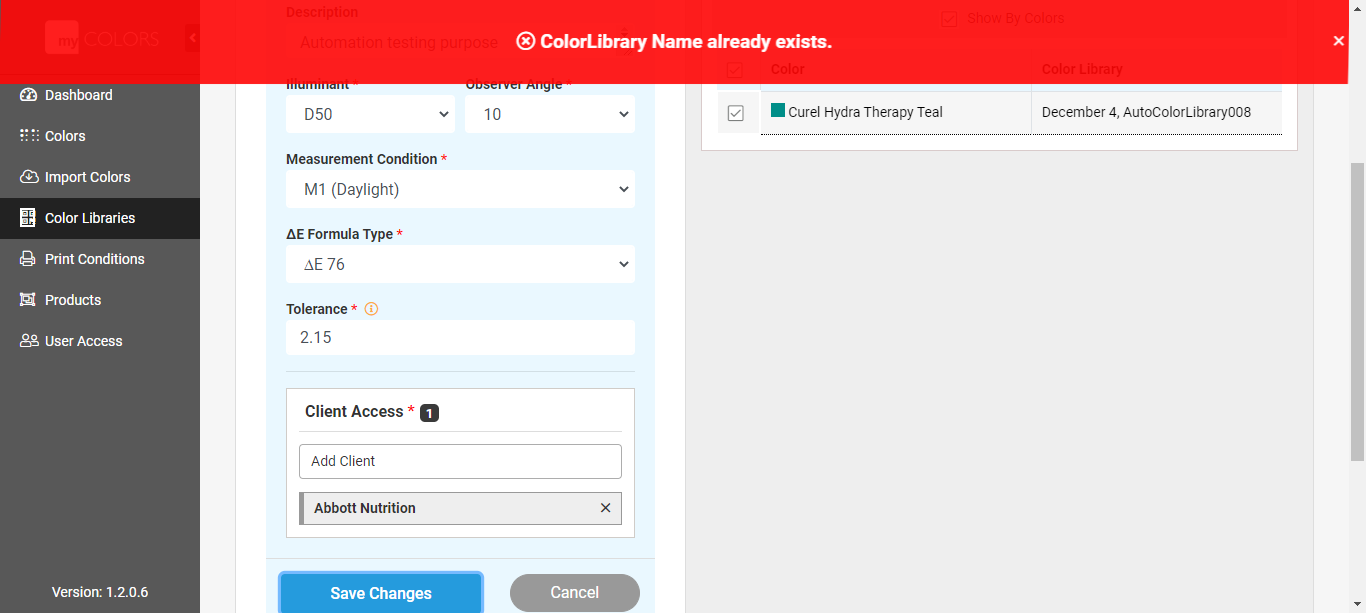 Description
Show By Colors
myCOLORS
Automation testing purpose
ColorLibrary Name already exists.
Color
Color Library
Illuminant *
Observer Angle *
Dashboard
D50
10
Curel Hydra Therapy Teal
December 4, AutoColorLibrary008
Colors
Measurement Condition *
Import Colors
M1 (Daylight)
Color Libraries
ΔE Formula Type *
Print Conditions
ΔE 76
Products
Tolerance *
2.15
User Access
Client Access * 1
Add Client
Abbott Nutrition
Version: 1.2.0.6
Save Changes
Cancel